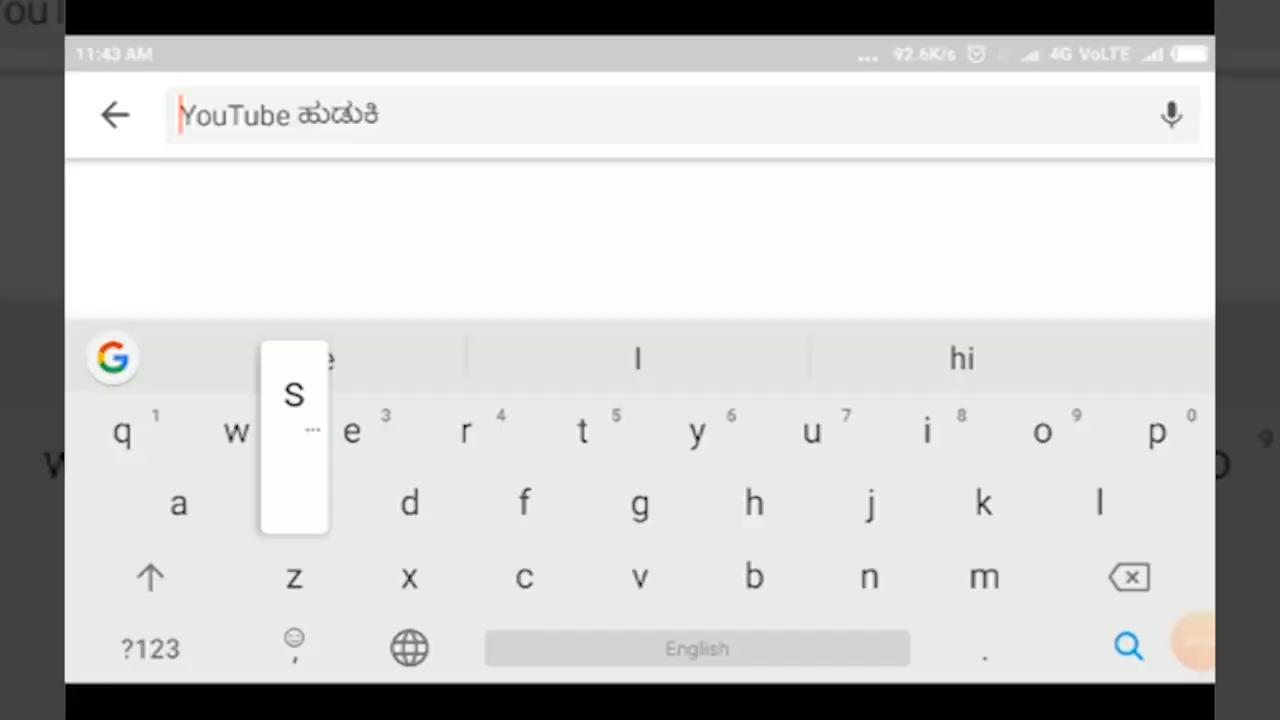 11:43 AM ... 92.6K/s 4G VoLTE
YouTube ಹುಡುಕಿ
I hi
S
q 1 w e 3 r 4 t 5 y 6 u 7 i 8 o 9 p 0
a d f g h j k l
z x c v b n m
?123 , English .